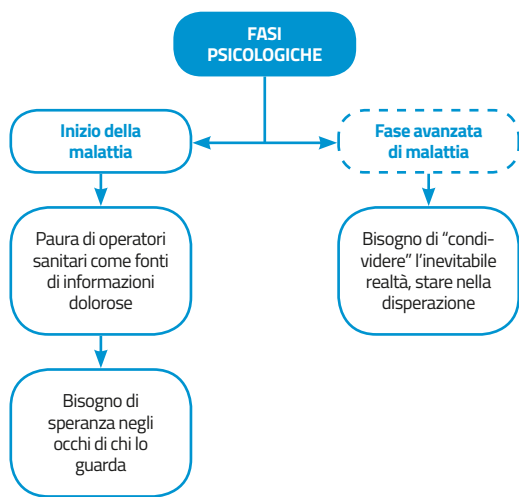 FASI
PSICOLOGICHE
Inizio della
malattia
Fase avanzata
di malattia
Paura di operatori
sanitari come fonti
di informazioni
dolorose
Bisogno di “condi-
videre” l’inevitabile
realtà, stare nella
disperazione
Bisogno di
speranza negli
occhi di chi lo
guarda